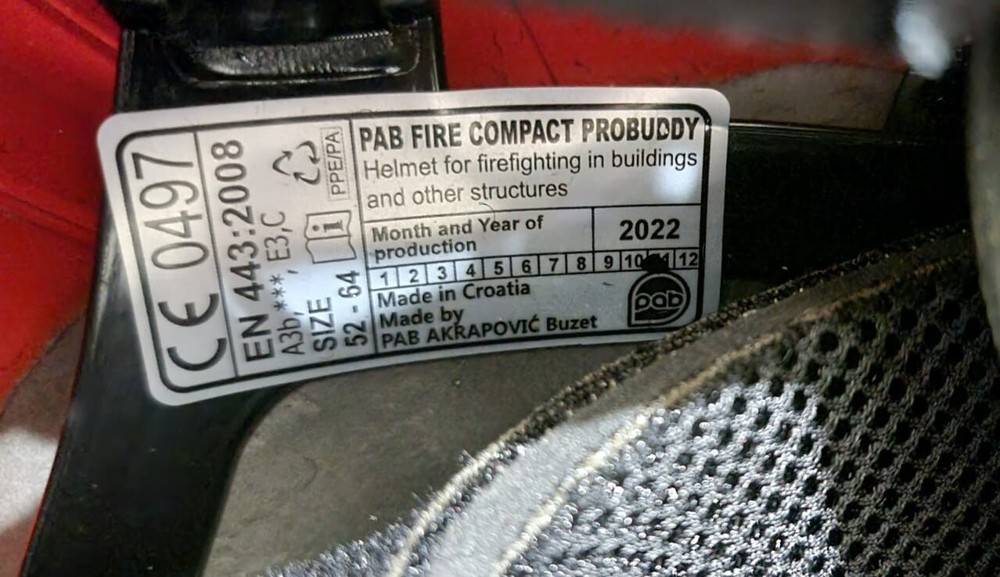 CE 0497
EN 443:2008
A3b, ***, E3,C
SIZE
52 - 64
PPE/PA
PAB FIRE COMPACT PROBUDDY
Helmet for firefighting in buildings
and other structures
Month and Year of
production
2022
1 2 3 4 5 6 7 8 9 10 12
Made in Croatia
Made by
PAB AKRAPOVIĆ Buzet
pab